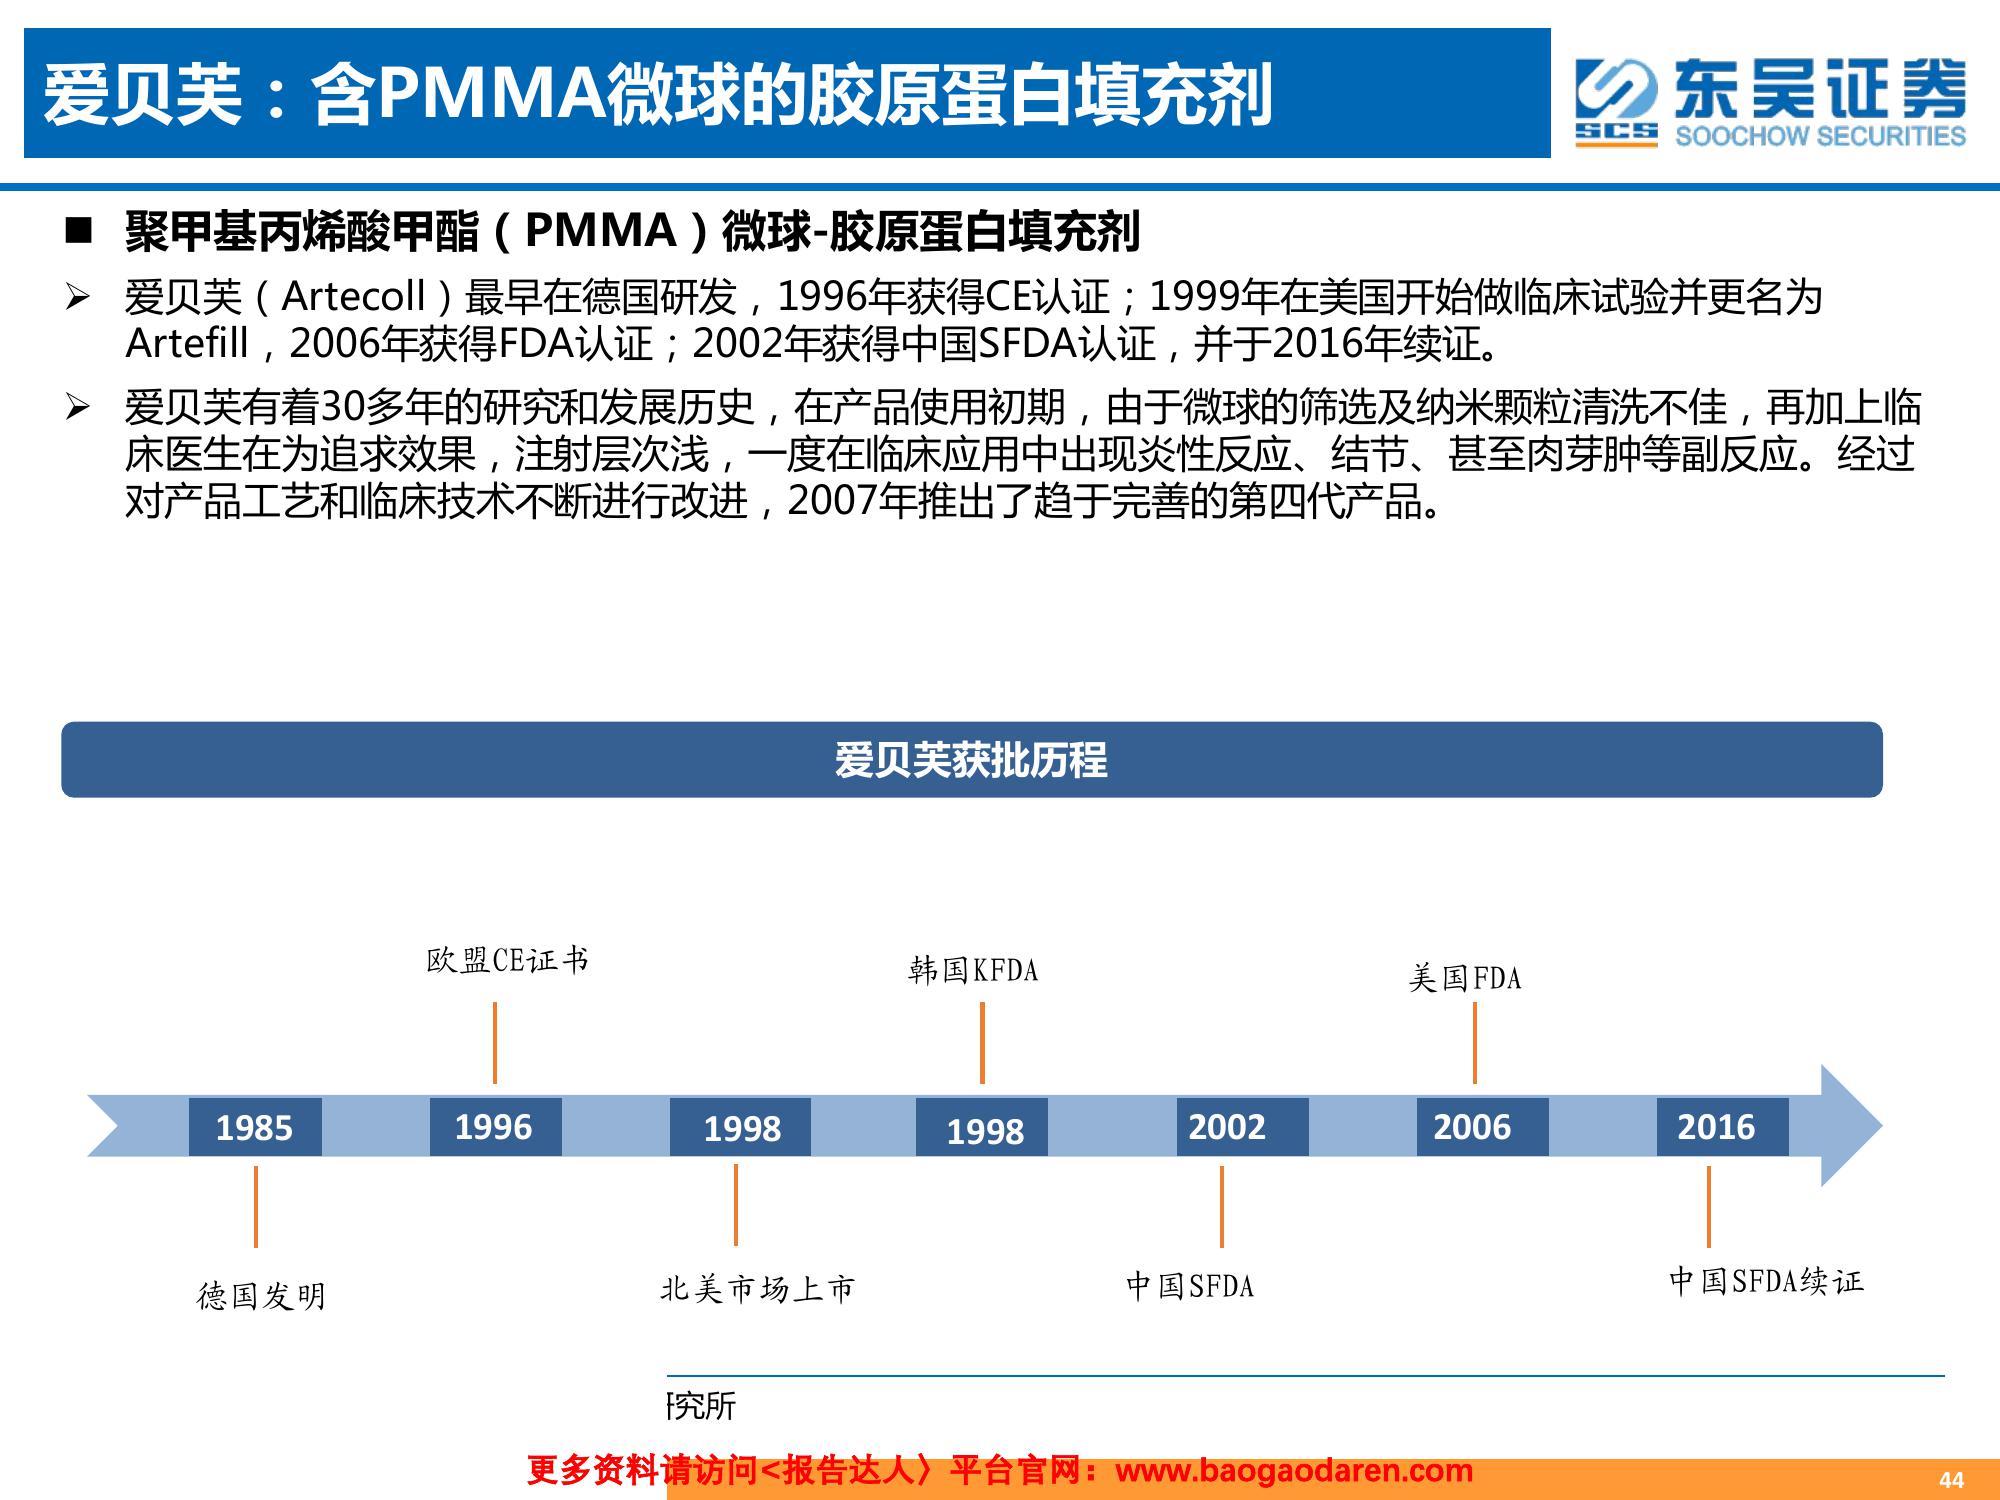 爱贝芙：含PMMA微球的胶原蛋白填充剂
东吴证券
SCS
SOOCHOW SECURITIES
■ 聚甲基丙烯酸甲酯（PMMA）微球-胶原蛋白填充剂
➢ 爱贝芙（Artecoll）最早在德国研发，1996年获得CE认证；1999年在美国开始做临床试验并更名为
Artefill，2006年获得FDA认证；2002年获得中国SFDA认证，并于2016年续证。
➢ 爱贝芙有着30多年的研究和发展历史，在产品使用初期，由于微球的筛选及纳米颗粒清洗不佳，再加上临
床医生在为追求效果，注射层次浅，一度在临床应用中出现炎性反应、结节、甚至肉芽肿等副反应。经过
对产品工艺和临床技术不断进行改进，2007年推出了趋于完善的第四代产品。
爱贝芙获批历程
欧盟CE证书
韩国KFDA
美国FDA
1985
1996
1998
1998
2002
2006
2016
德国发明
北美市场上市
中国SFDA
中国SFDA续证
究所
更多资料请访问<报告达人〉平台官网：www.baogaodaren.com
44